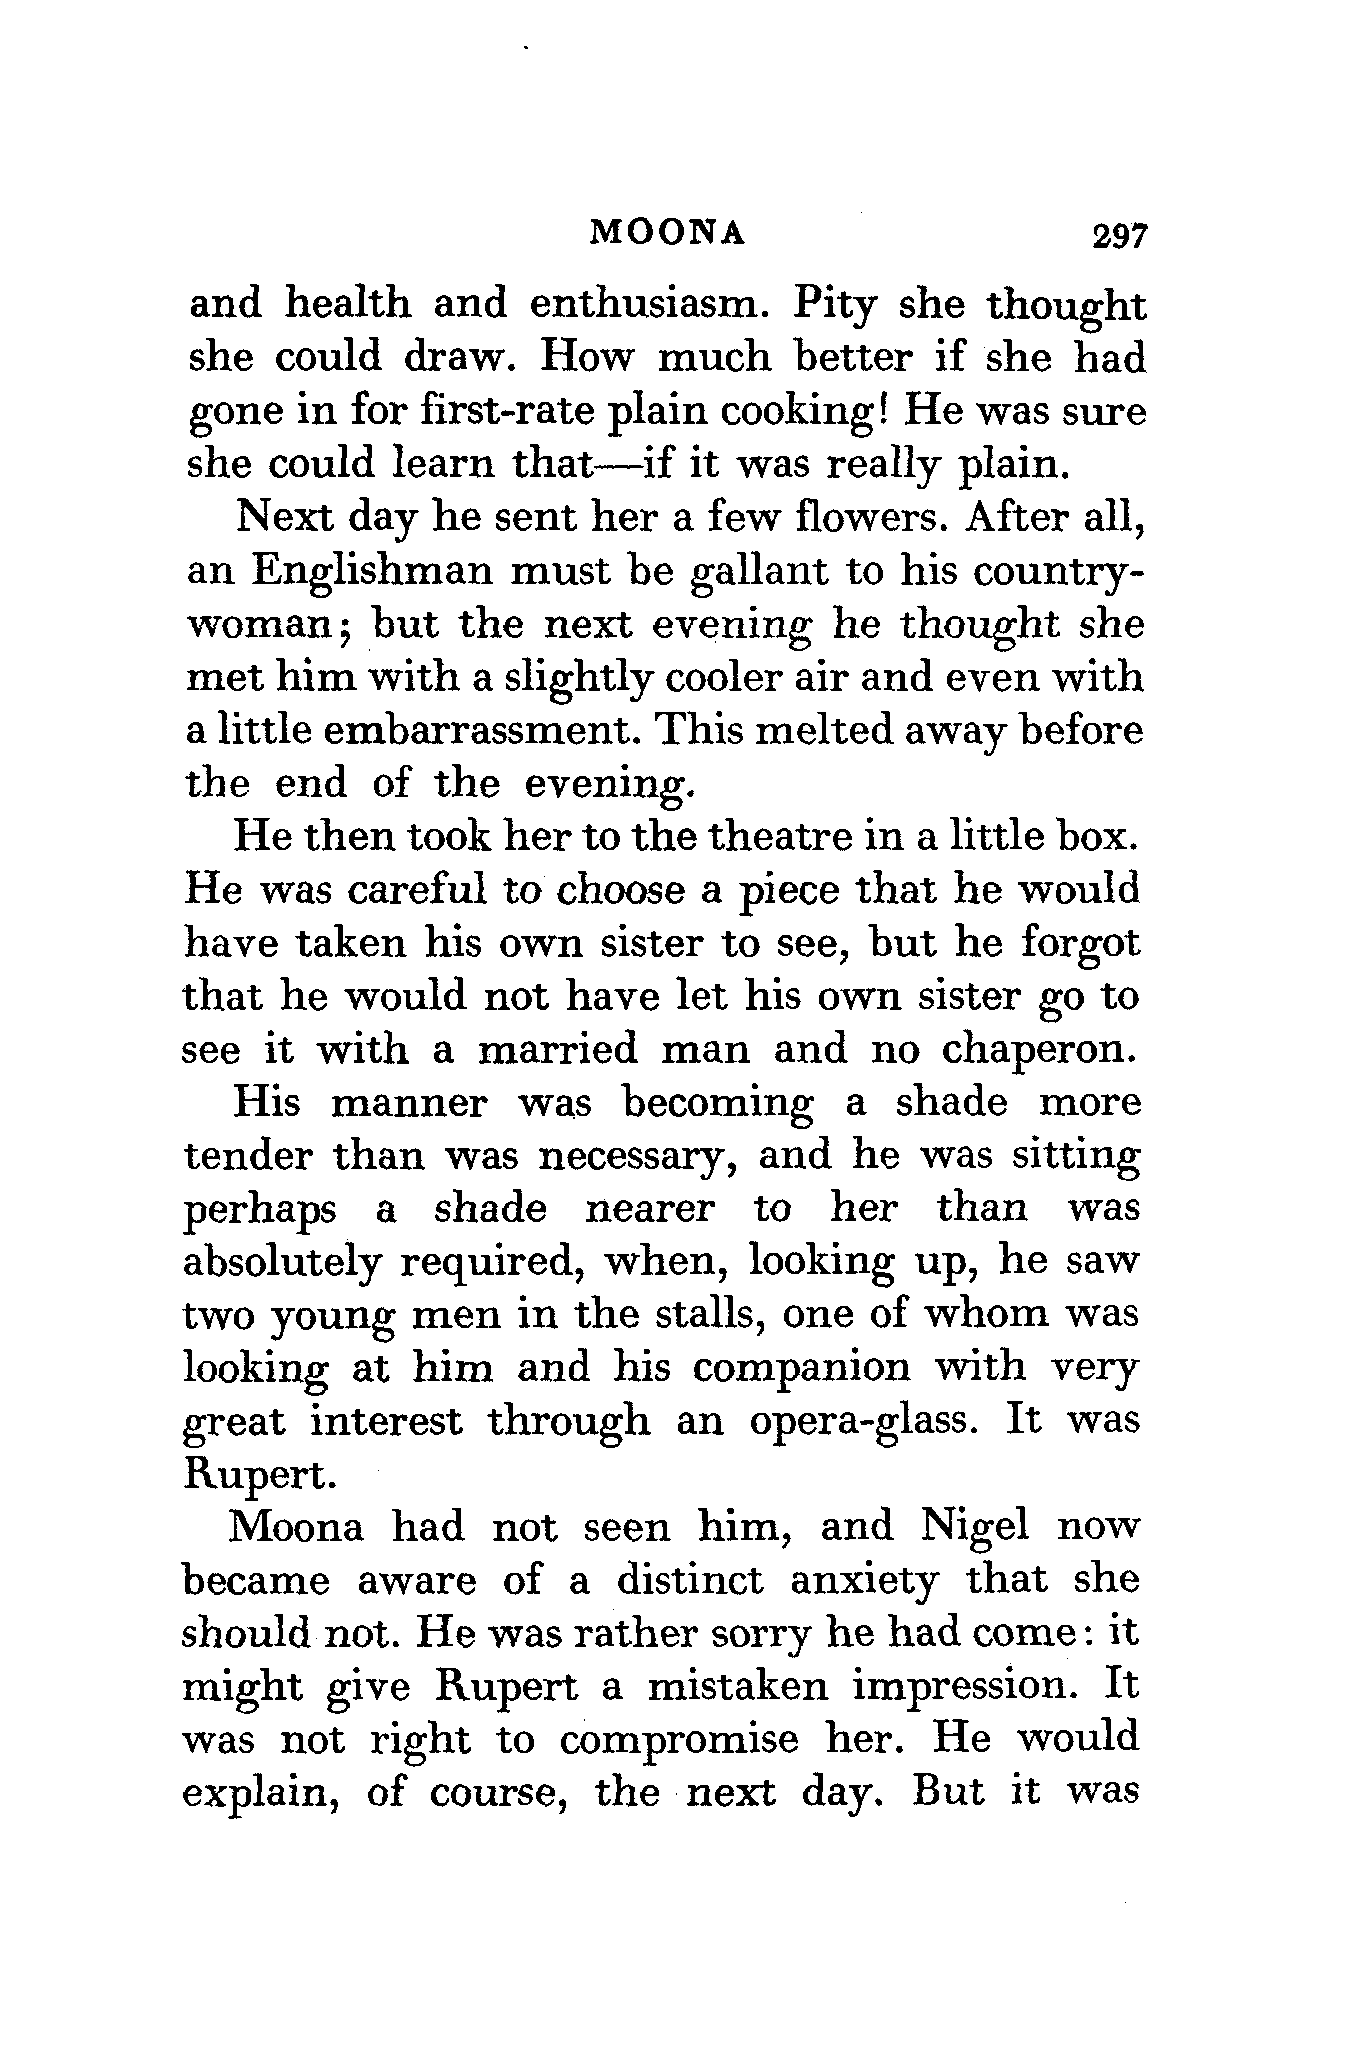 MOONA 297
and health and enthusiasm. Pity she thought
she could draw. How much better if she had
gone in for first-rate plain cooking! He was sure
she could learn that—if it was really plain.
Next day he sent her a few flowers. After all,
an Englishman must be gallant to his country-
woman; but the next evening he thought she
met him with a slightly cooler air and even with
a little embarrassment. This melted away before
the end of the evening.
He then took her to the theatre in a little box.
He was careful to choose a piece that he would
have taken his own sister to see, but he forgot
that he would not have let his own sister go to
see it with a married man and no chaperon.
His manner was becoming a shade more
tender than was necessary, and he was sitting
perhaps a shade nearer to her than was
absolutely required, when, looking up, he saw
two young men in the stalls, one of whom was
looking at him and his companion with very
great interest through an opera-glass. It was
Rupert.
Moona had not seen him, and Nigel now
became aware of a distinct anxiety that she
should not. He was rather sorry he had come: it
might give Rupert a mistaken impression. It
was not right to compromise her. He would
explain, of course, the next day. But it was